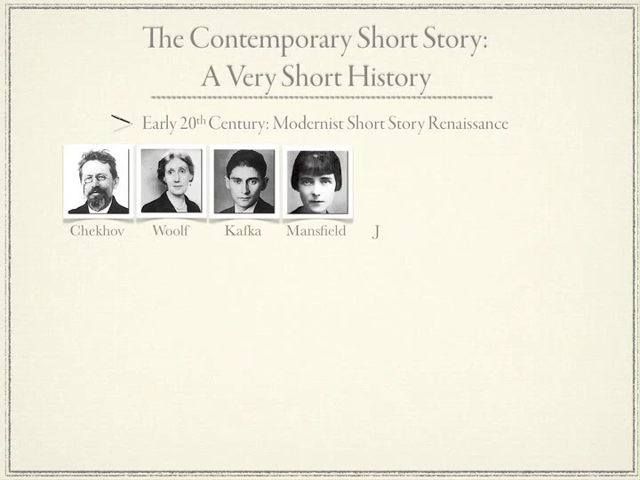 The Contemporary Short Story:
A Very Short History
Early 20th Century: Modernist Short Story Renaissance
Chekhov Woolf Kafka Mansfield J